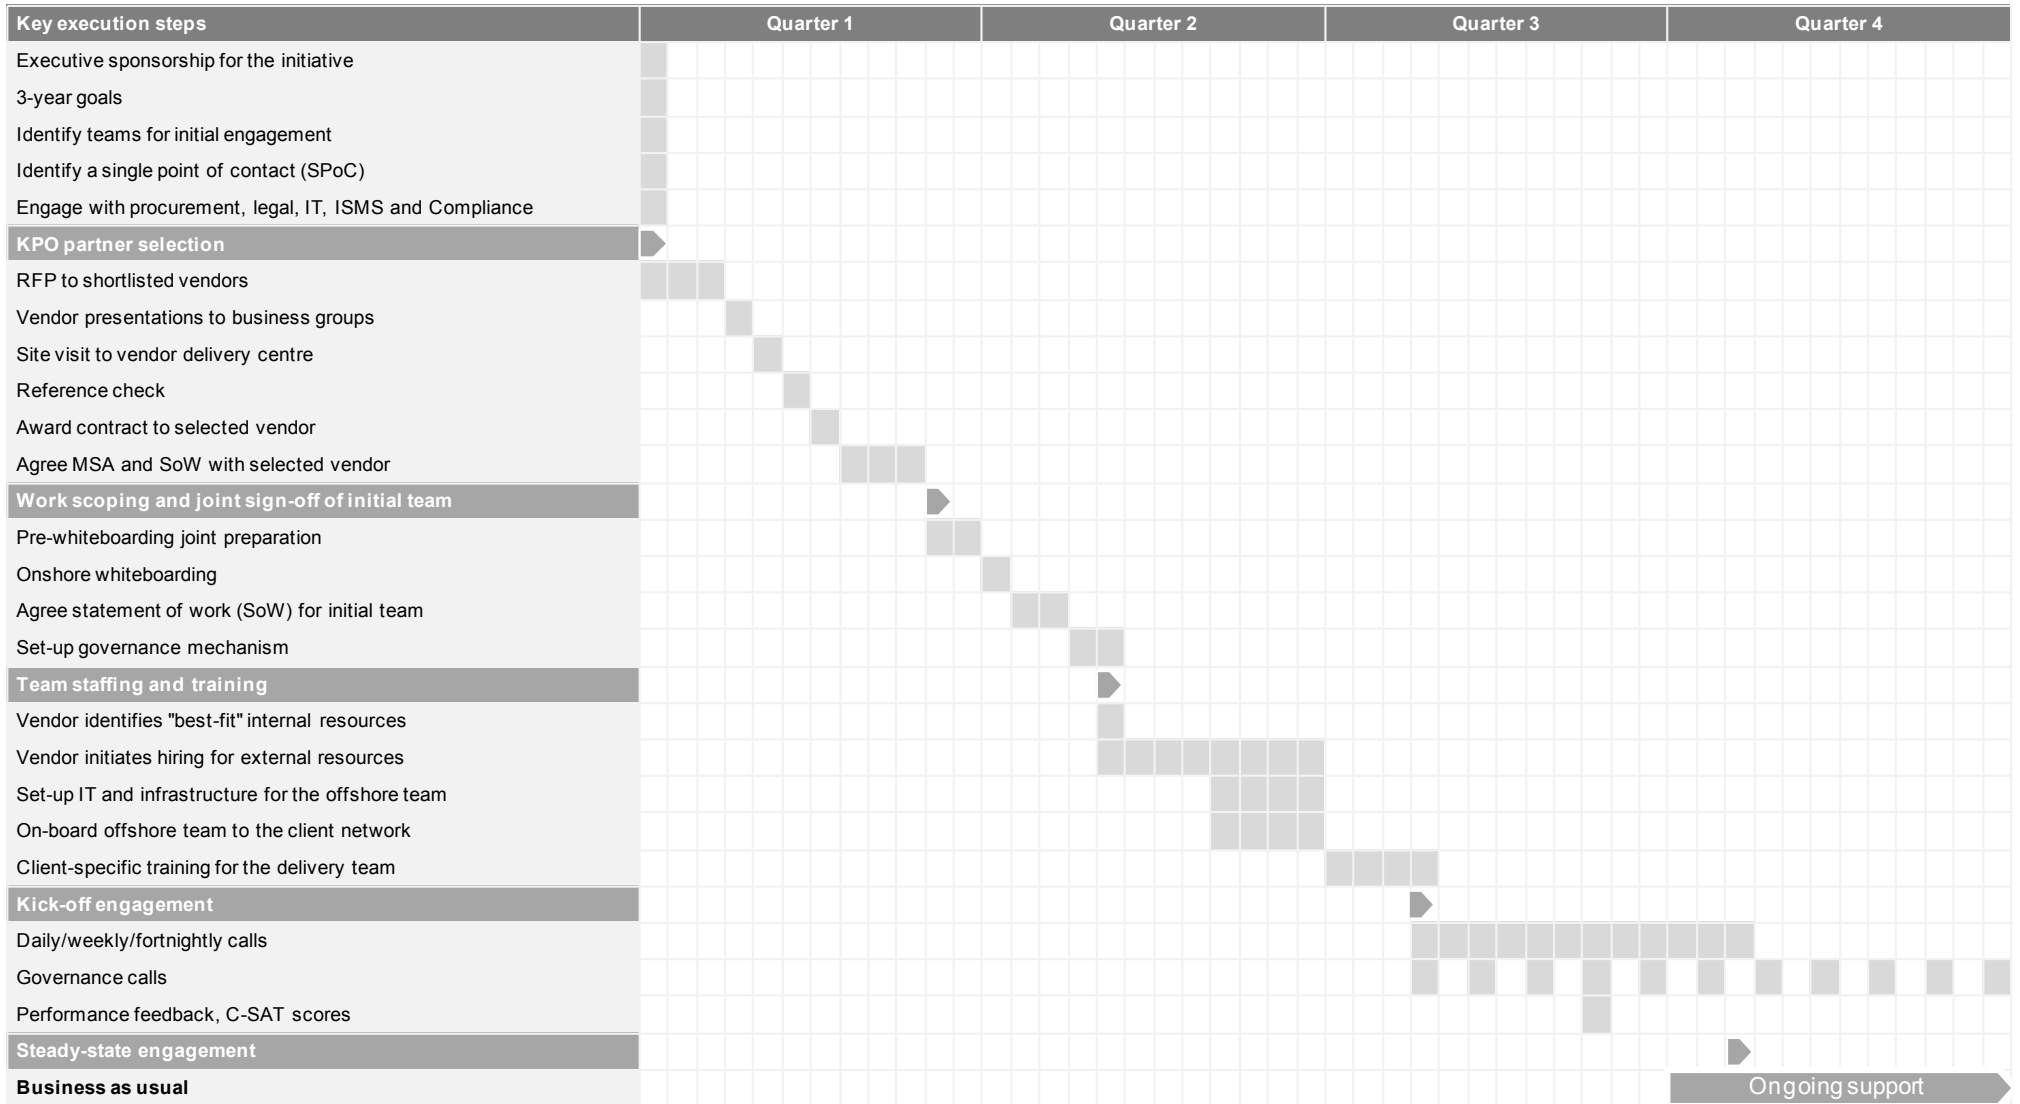 Key execution steps Quarter 1 Quarter 2 Quarter 3 Quarter 4
Executive sponsorship for the initiative
3-year goals
Identify teams for initial engagement
Identify a single point of contact (SPoC)
Engage with procurement, legal, IT, ISMS and Compliance
KPO partner selection
RFP to shortlisted vendors
Vendor presentations to business groups
Site visit to vendor delivery centre
Reference check
Award contract to selected vendor
Agree MSA and SoW with selected vendor
Work scoping and joint sign-off of initial team
Pre-whiteboarding joint preparation
Onshore whiteboarding
Agree statement of work (SoW) for initial team
Set-up governance mechanism
Team staffing and training
Vendor identifies "best-fit" internal resources
Vendor initiates hiring for external resources
Set-up IT and infrastructure for the offshore team
On-board offshore team to the client network
Client-specific training for the delivery team
Kick-off engagement
Daily/weekly/fortnightly calls
Governance calls
Performance feedback, C-SAT scores
Steady-state engagement
Business as usual Ongoing support